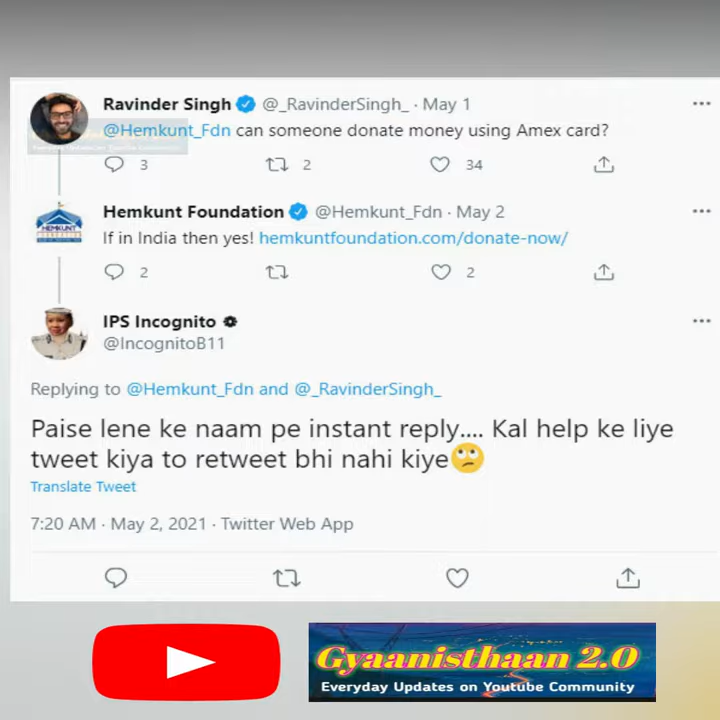 Ravinder Singh @_RavinderSingh_ · May 1
@Hemkunt_Fdn can someone donate money using Amex card?
3 2 34
Hemkunt Foundation @Hemkunt_Fdn · May 2
HEMKUNT
FOUNDATION
If in India then yes! hemkuntfoundation.com/donate-now/
2 2
IPS Incognito
@IncognitoB11
Replying to @Hemkunt_Fdn and @_RavinderSingh_
Paise lene ke naam pe instant reply.... Kal help ke liye
tweet kiya to retweet bhi nahi kiye🙄
Translate Tweet
7:20 AM · May 2, 2021 · Twitter Web App
Gyaanisthaan 2.0
Everyday Updates on Youtube Community